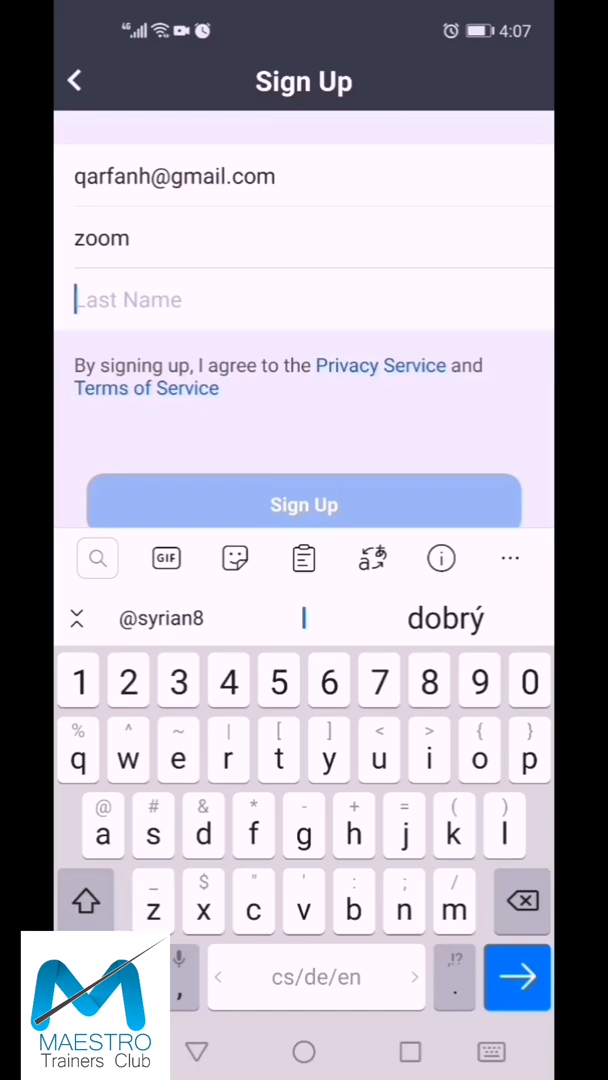 4G 4:07
Sign Up
qarfanh@gmail.com
zoom
Last Name
By signing up, I agree to the Privacy Service and
Terms of Service
Sign Up
GIF
@syrian8 dobrý
1 2 3 4 5 6 7 8 9 0
% ^ ~ | [ ] < > { }
q w e r t y u i o p
@ # & * - + = ( )
a s d f g h j k l
_ $ " ' : ; /
z x c v b n m
, cs/de/en ,!? .
MAESTRO
Trainers Club